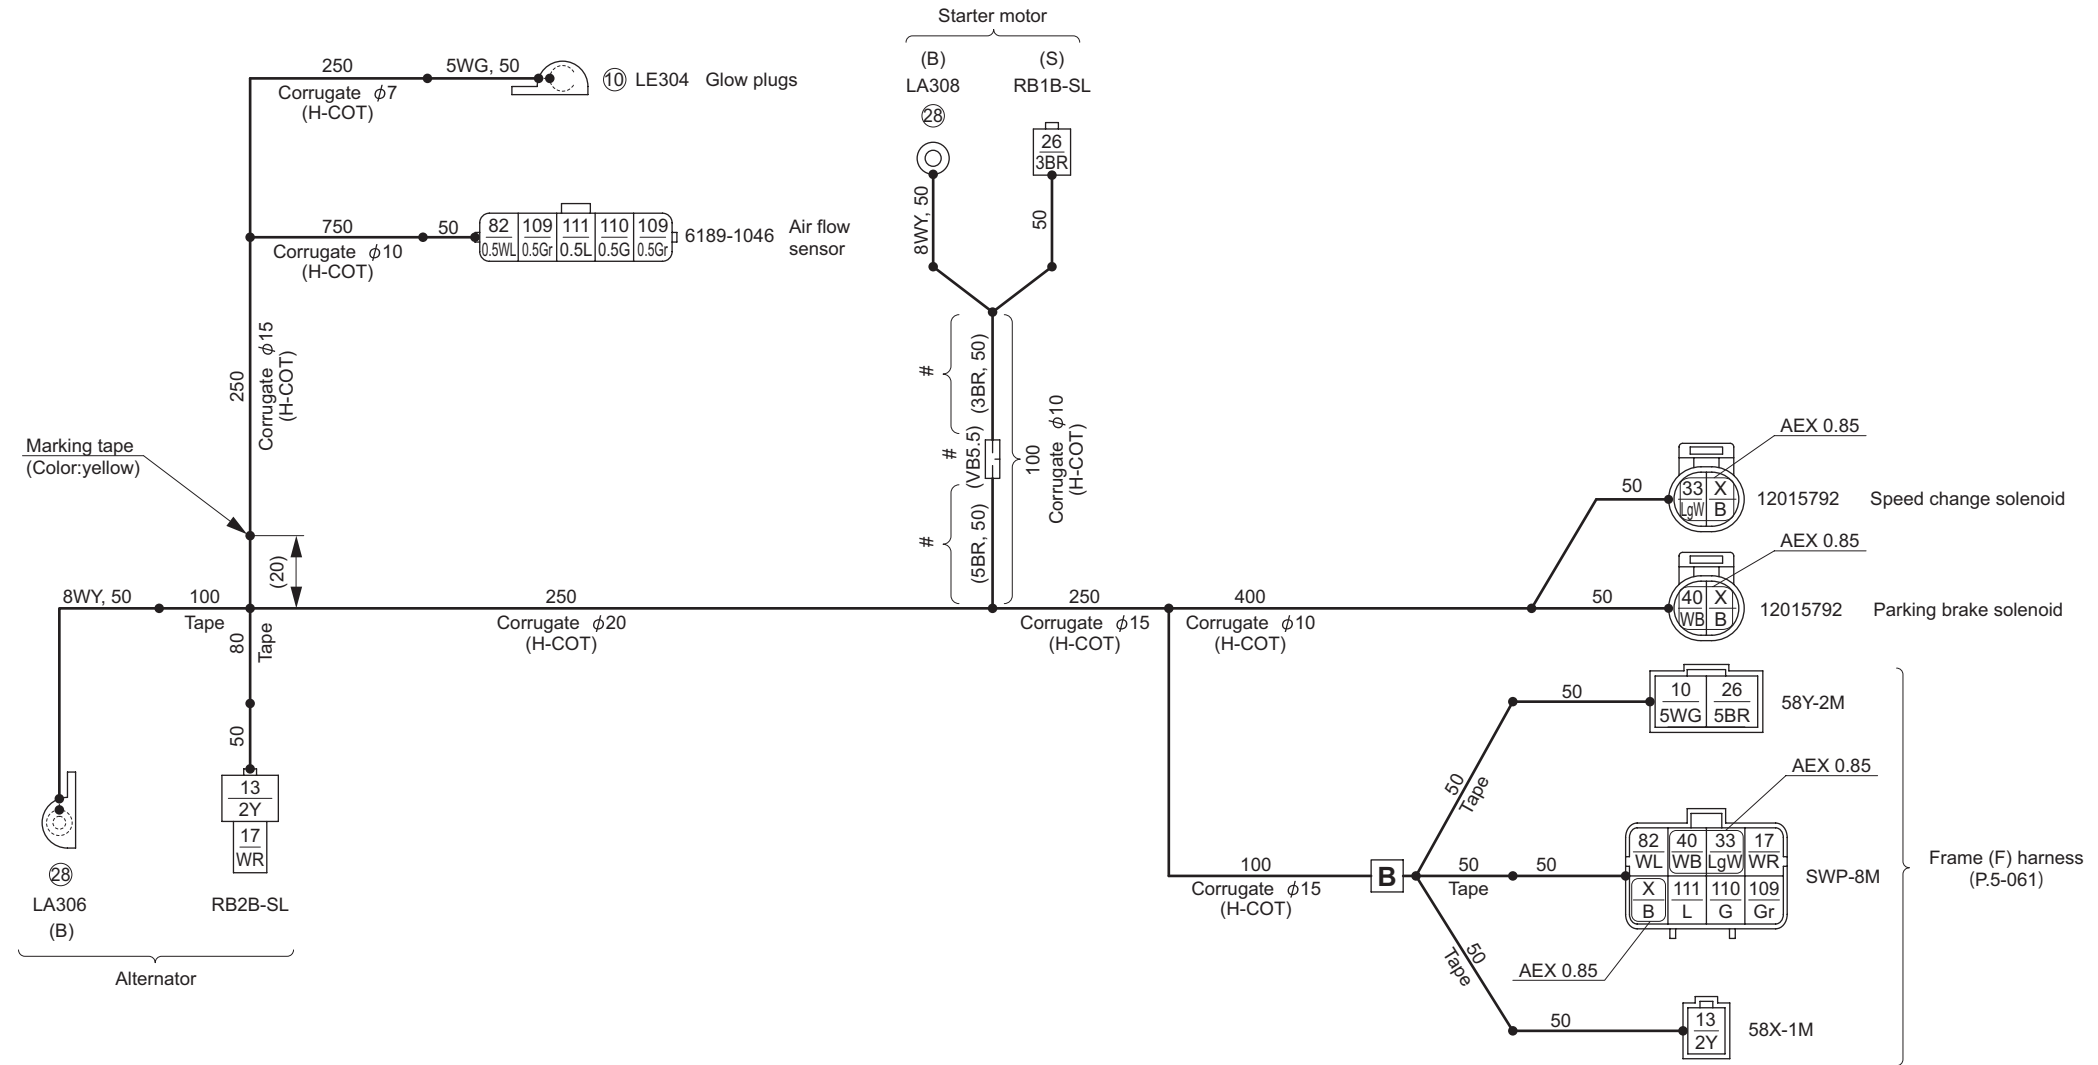 Starter motor
(B)
(S)
LA308
RB1B-SL
28
26
3BR
8WY, 50
50
250
5WG, 50
Corrugate φ7
(H-COT)
10 LE304 Glow plugs
750
50
Corrugate φ10
(H-COT)
82 109 111 110 109
0.5WL 0.5Gr 0.5L 0.5G 0.5Gr
6189-1046
Air flow
sensor
250
Corrugate φ15
(H-COT)
Marking tape
(Color:yellow)
(20)
#
(3BR, 50)
#
(VB5.5)
#
(5BR, 50)
100
Corrugate φ10
(H-COT)
8WY, 50
100
Tape
80
Tape
50
250
Corrugate φ20
(H-COT)
250
Corrugate φ15
(H-COT)
400
Corrugate φ10
(H-COT)
AEX 0.85
50
33 X
LgW B
12015792 Speed change solenoid
AEX 0.85
50
40 X
WB B
12015792 Parking brake solenoid
13
2Y
17
WR
28
LA306
(B)
RB2B-SL
Alternator
100
Corrugate φ15
(H-COT)
B
50
Tape
50
10 26
5WG 5BR
58Y-2M
AEX 0.85
50
Tape
50
82 40 33 17
WL WB LgW WR
X 111 110 109
B L G Gr
SWP-8M
AEX 0.85
50
Tape
50
13
2Y
58X-1M
Frame (F) harness
(P.5-061)